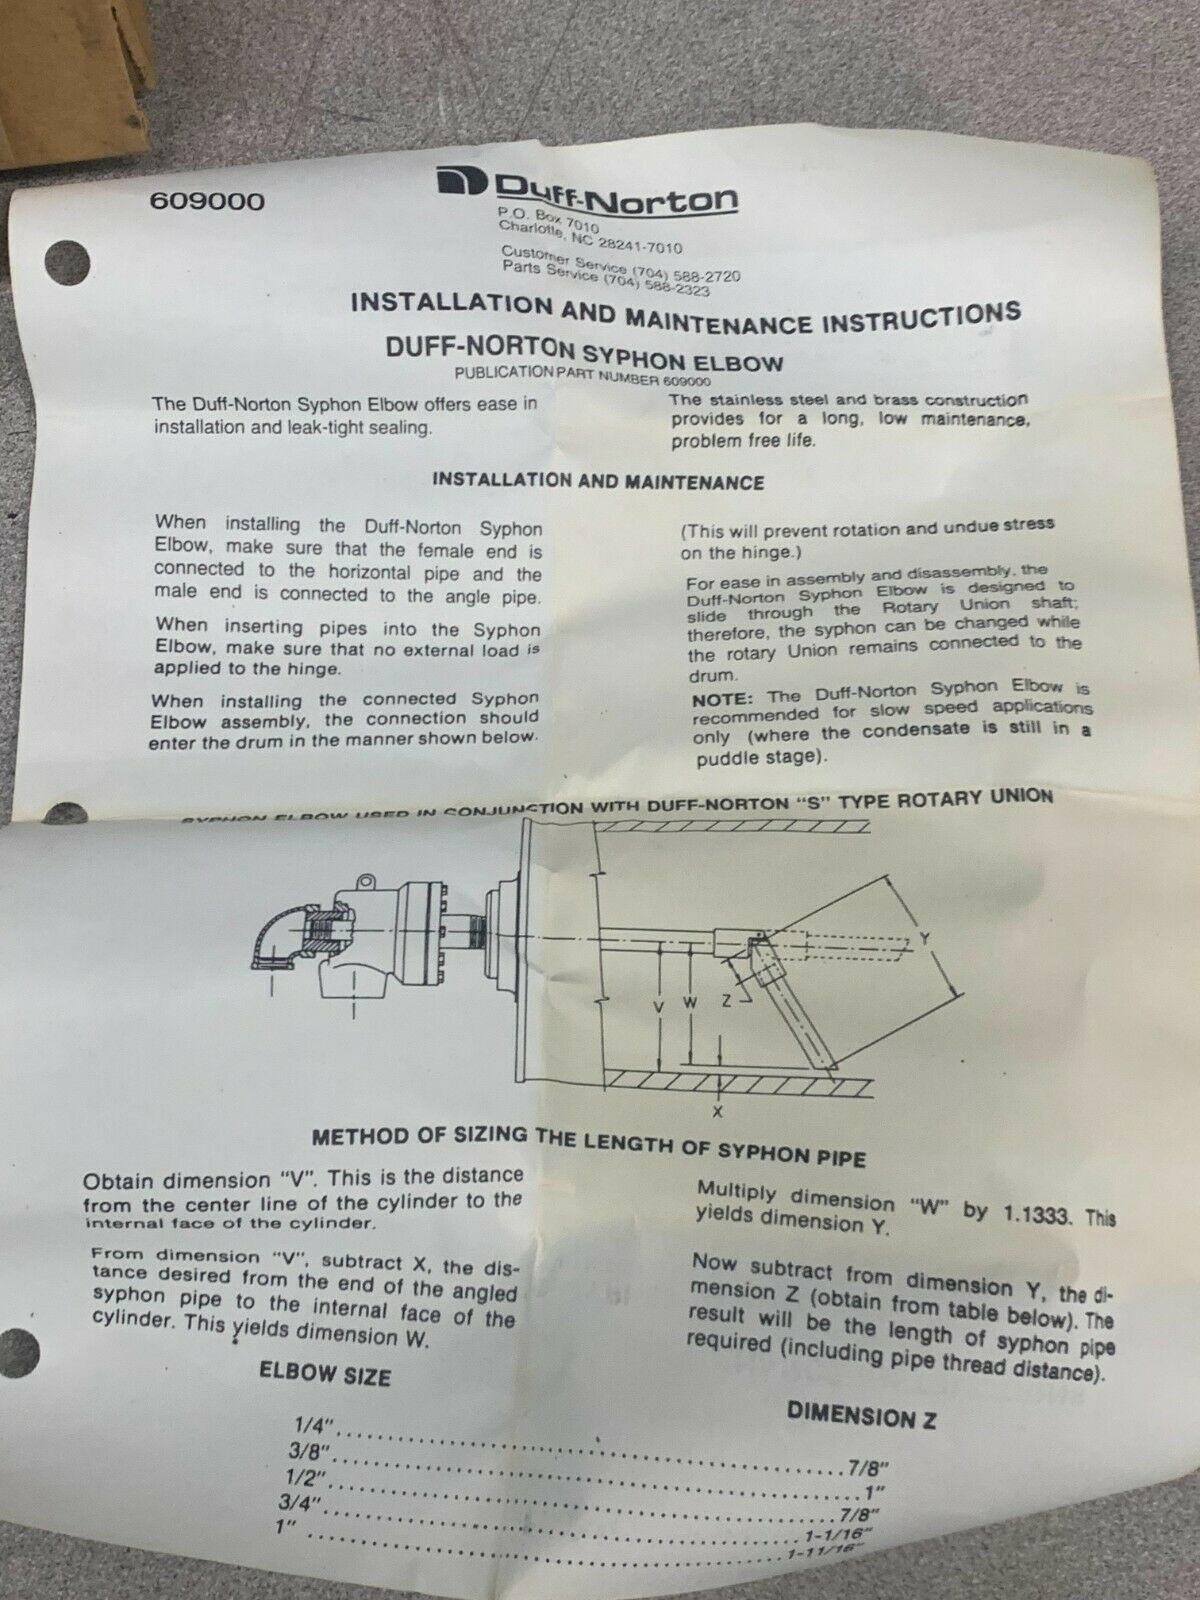 609000
Duff-Norton
P.O. Box 7010
Charlotte, NC 28241-7010
Customer Service (704) 588-2720
Parts Service (704) 588-2323
INSTALLATION AND MAINTENANCE INSTRUCTIONS
DUFF-NORTON SYPHON ELBOW
PUBLICATION PART NUMBER 609000
The Duff-Norton Syphon Elbow offers ease in
installation and leak-tight sealing.
The stainless steel and brass construction
provides for a long, low maintenance,
problem free life.
INSTALLATION AND MAINTENANCE
When installing the Duff-Norton Syphon
Elbow, make sure that the female end is
connected to the horizontal pipe and the
male end is connected to the angle pipe.
When inserting pipes into the Syphon
Elbow, make sure that no external load is
applied to the hinge.
When installing the connected Syphon
Elbow assembly, the connection should
enter the drum in the manner shown below.
(This will prevent rotation and undue stress
on the hinge.)
For ease in assembly and disassembly, the
Duff-Norton Syphon Elbow is designed to
slide through the Rotary Union shaft;
therefore, the syphon can be changed while
the rotary Union remains connected to the
drum.
NOTE: The Duff-Norton Syphon Elbow is
recommended for slow speed applications
only (where the condensate is still in a
puddle stage).
SYPHON ELBOW USED IN CONJUNCTION WITH DUFF-NORTON "S" TYPE ROTARY UNION
Y
V W Z
X
METHOD OF SIZING THE LENGTH OF SYPHON PIPE
Obtain dimension "V". This is the distance
from the center line of the cylinder to the
internal face of the cylinder.
From dimension "V", subtract X, the dis-
tance desired from the end of the angled
syphon pipe to the internal face of the
cylinder. This yields dimension W.
Multiply dimension "W" by 1.1333. This
yields dimension Y.
Now subtract from dimension Y, the di-
mension Z (obtain from table below). The
result will be the length of syphon pipe
required (including pipe thread distance).
ELBOW SIZE DIMENSION Z
1/4" 7/8"
3/8" 1"
1/2" 7/8"
3/4" 1-1/16"
1" 1-11/16"